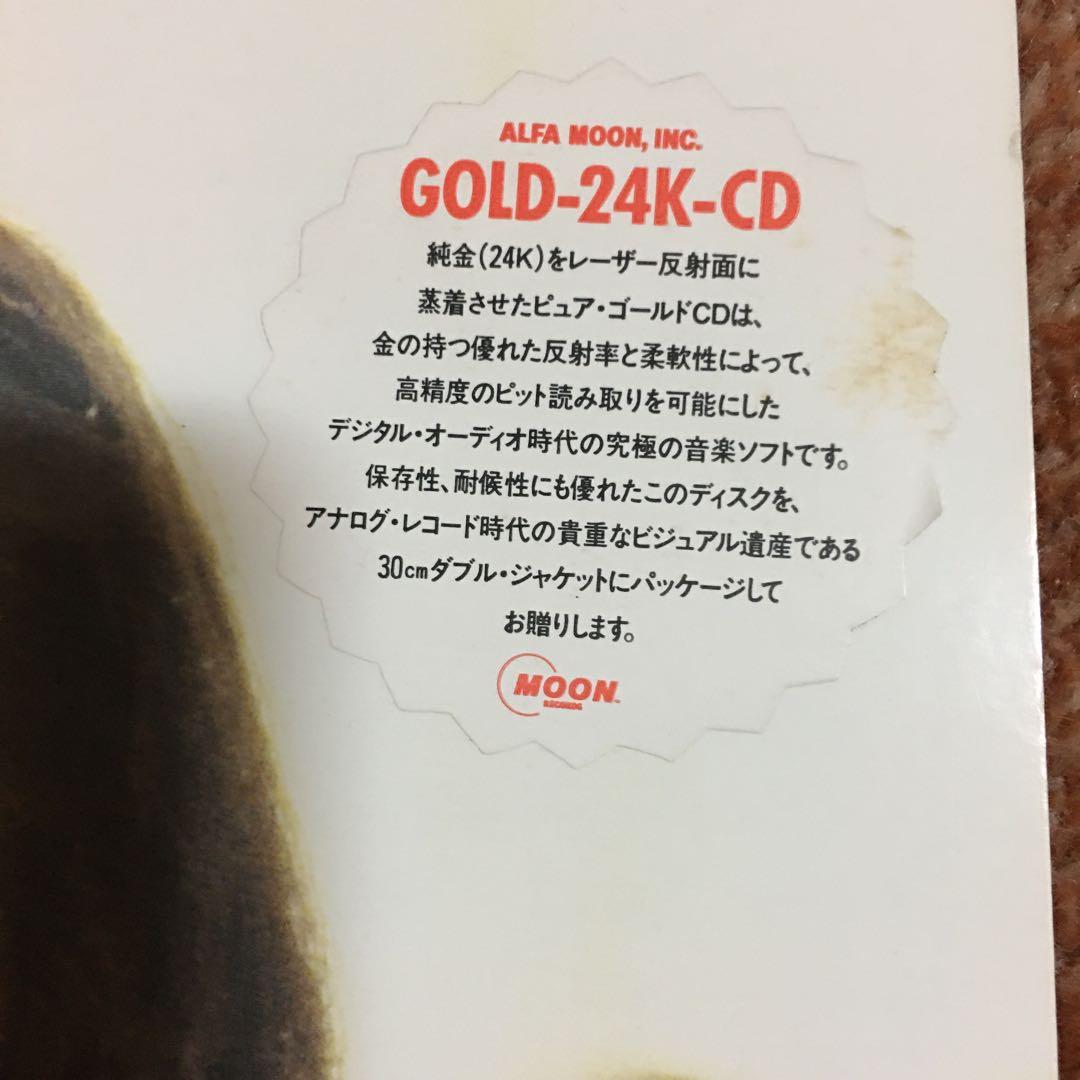 ALFA MOON, INC.
GOLD-24K-CD
純金(24K)をレーザー反射面に
蒸着させたピュア・ゴールドCDは、
金の持つ優れた反射率と柔軟性によって、
高精度のピット読み取りを可能にした
デジタル・オーディオ時代の究極の音楽ソフトです。
保存性、耐候性にも優れたこのディスクを、
アナログ・レコード時代の貴重なビジュアル遺産である
30cmダブル・ジャケットにパッケージして
お贈りします。
MOON™
RECORDS